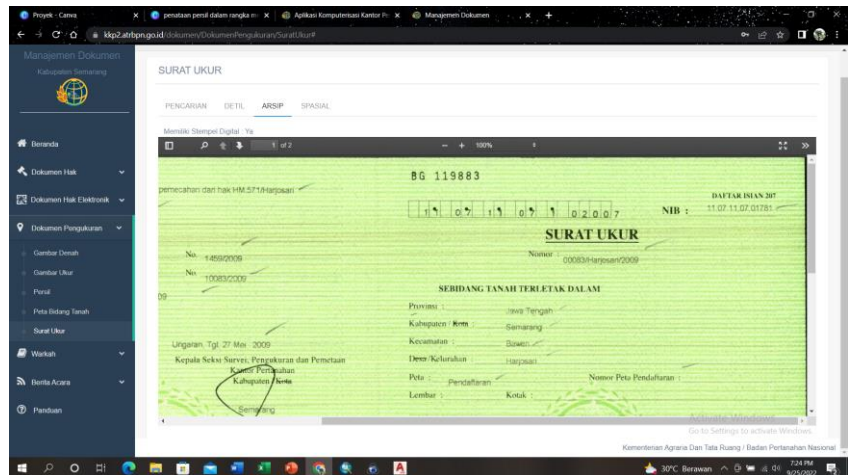 Proyek - Canva
penataan persil dalam rangka m
Aplikasi Komputerisasi Kantor Pe
Manajemen Dokumen
kkp2.atrbpn.go.id/dokumen/DokumenPengukuran/SuratUkur#
Manajemen Dokumen
Kabupaten Semarang
Beranda
Dokumen Hak
Dokumen Hak Elektronik
Dokumen Pengukuran
Gambar Denah
Gambar Ukur
Persil
Peta Bidang Tanah
Surat Ukur
Warkah
Berita Acara
Panduan
SURAT UKUR
PENCARIAN DETIL ARSIP SPASIAL
Memiliki Stempel Digital : Ya
1 of 2
100%
pemecahan dari hak HM.571/Harjosari
No. 1459/2009
No. 10083/2009
09
Ungaran, Tgl. 27 Mei 2009
Kepala Seksi Survei, Pengukuran dan Pemetaan
Kantor Pertanahan
Kabupaten / Kota
Semarang
BG 119883
DAFTAR ISIAN 207
NIB : 11.07.11.07.01781
SURAT UKUR
Nomor : 00083/Harjosari/2009
SEBIDANG TANAH TERLETAK DALAM
Provinsi : Jawa Tengah
Kabupaten / Kota : Semarang
Kecamatan : Bawen
Desa/Kelurahan : Harjosari
Peta : Pendaftaran
Nomor Peta Pendaftaran :
Lembar : Kotak :
Activate Windows
Go to Settings to activate Windows.
Kementerian Agraria Dan Tata Ruang / Badan Pertanahan Nasional
30°C Berawan
7:24 PM
9/25/2022